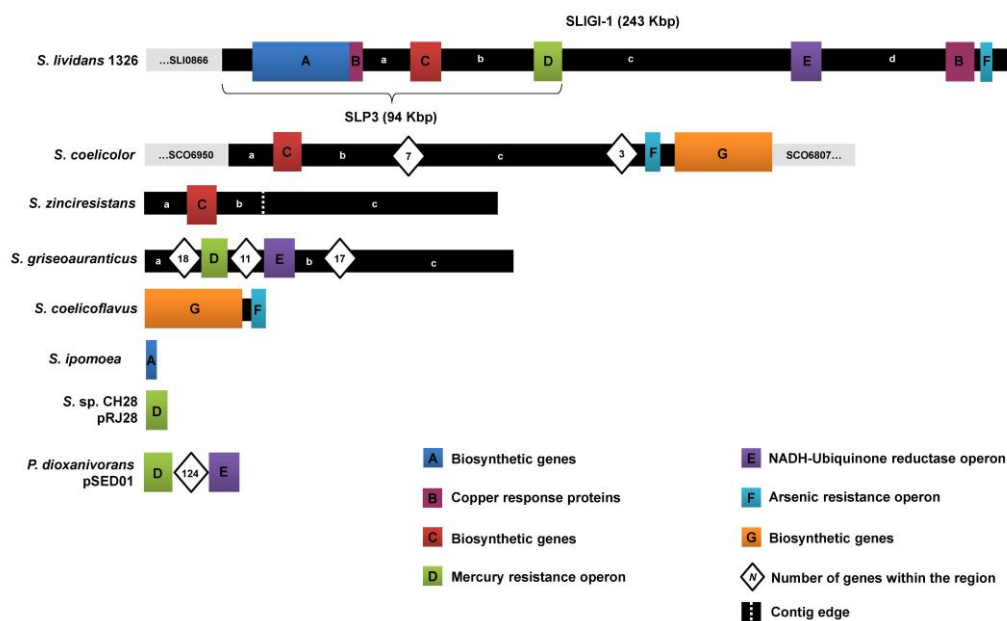 SLIGI-1 (243 Kbp)
S. lividans 1326
...SLI0866
A
B
a
C
b
D
c
E
d
B
F
SLP3 (94 Kbp)
S. coelicolor
...SCO6950
a
C
b
7
c
3
F
G
SCO6807...
S. zinciresistans
a
C
b
c
S. griseoauranticus
a
18
D
11
E
b
17
c
S. coelicoflavus
G
F
S. ipomoea
A
S. sp. CH28
pRJ28
D
P. dioxanivorans
pSED01
D
124
E
A Biosynthetic genes
B Copper response proteins
C Biosynthetic genes
D Mercury resistance operon
E NADH-Ubiquinone reductase operon
F Arsenic resistance operon
G Biosynthetic genes
N Number of genes within the region
Contig edge